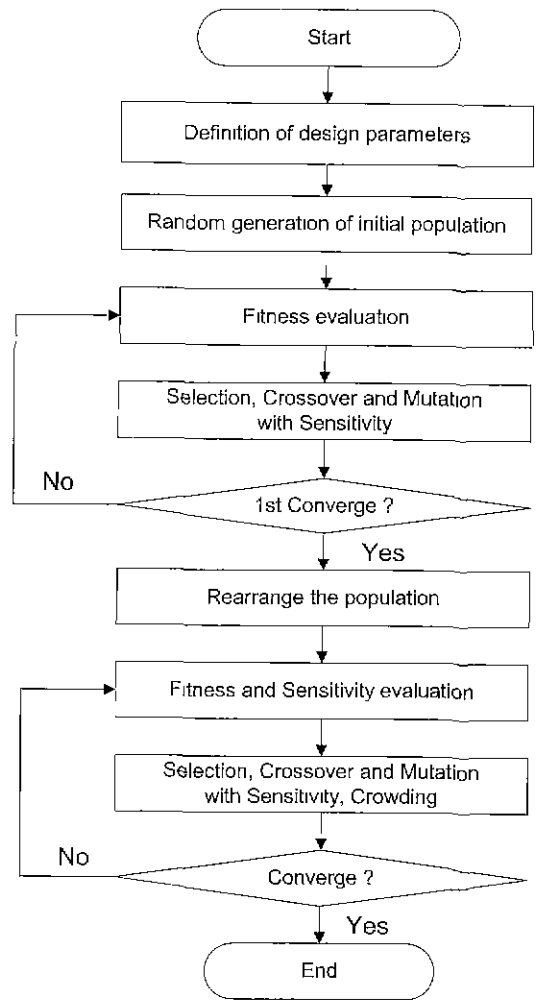 Start
Definition of design parameters
Random generation of initial population
Fitness evaluation
Selection, Crossover and Mutation
with Sensitivity
No
1st Converge ?
Yes
Rearrange the population
Fitness and Sensitivity evaluation
Selection, Crossover and Mutation
with Sensitivity, Crowding
No
Converge ?
Yes
End